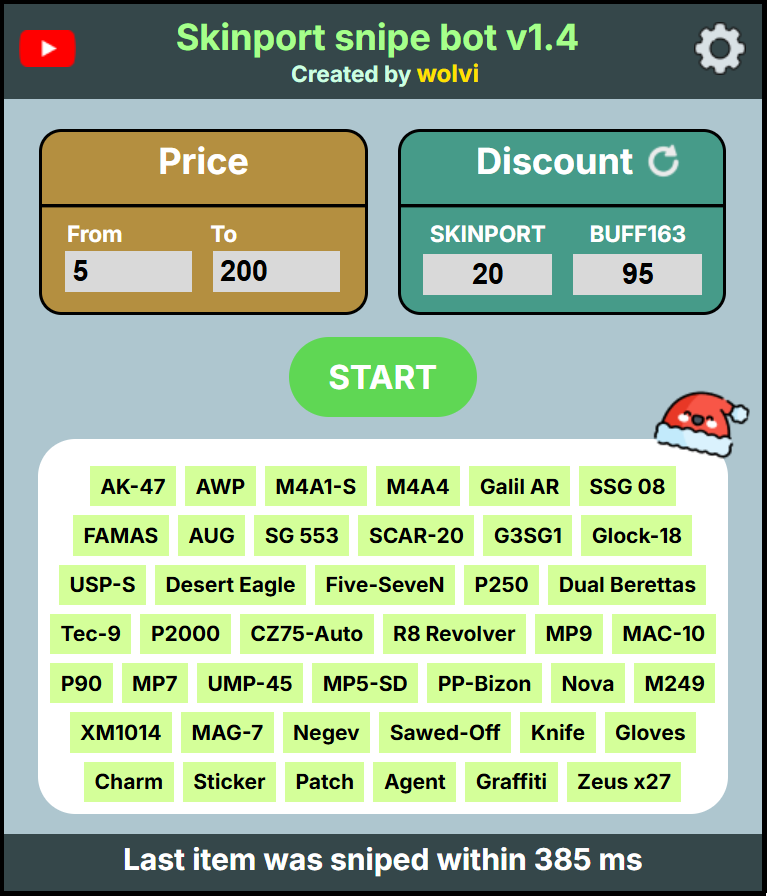 Skinport snipe bot v1.4
Created by wolvi
Price
From To
5 200
Discount
SKINPORT BUFF163
20 95
START
AK-47 AWP M4A1-S M4A4 Galil AR SSG 08
FAMAS AUG SG 553 SCAR-20 G3SG1 Glock-18
USP-S Desert Eagle Five-SeveN P250 Dual Berettas
Tec-9 P2000 CZ75-Auto R8 Revolver MP9 MAC-10
P90 MP7 UMP-45 MP5-SD PP-Bizon Nova M249
XM1014 MAG-7 Negev Sawed-Off Knife Gloves
Charm Sticker Patch Agent Graffiti Zeus x27
Last item was sniped within 385 ms